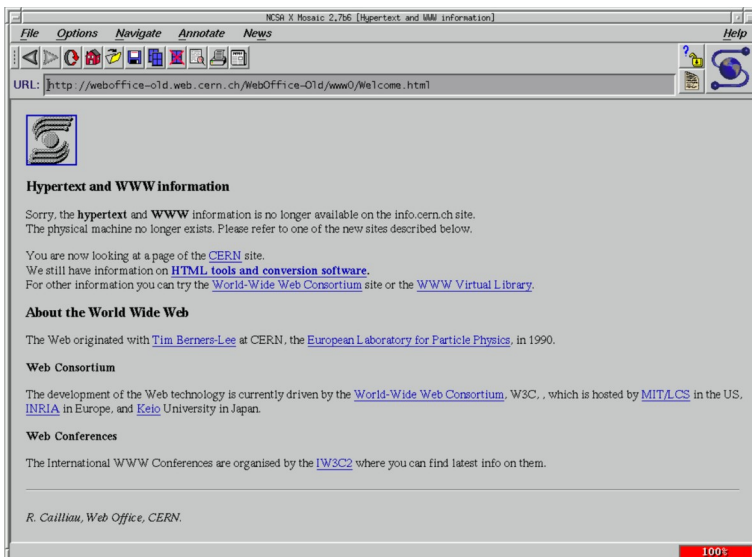 NCSA X Mosaic 2.7b6 [Hypertext and WWW information]
File Options Navigate Annotate News Help
URL: http://weboffice-old.web.cern.ch/WebOffice-Old/www0/Welcome.html
Hypertext and WWW information
Sorry, the hypertext and WWW information is no longer available on the info.cern.ch site.
The physical machine no longer exists. Please refer to one of the new sites described below.
You are now looking at a page of the CERN site.
We still have information on HTML tools and conversion software.
For other information you can try the World-Wide Web Consortium site or the WWW Virtual Library.
About the World Wide Web
The Web originated with Tim Berners-Lee at CERN, the European Laboratory for Particle Physics, in 1990.
Web Consortium
The development of the Web technology is currently driven by the World-Wide Web Consortium, W3C, , which is hosted by MIT/LCS in the US,
INRIA in Europe, and Keio University in Japan.
Web Conferences
The International WWW Conferences are organised by the IW3C2 where you can find latest info on them.
R. Cailliau, Web Office, CERN.
100%